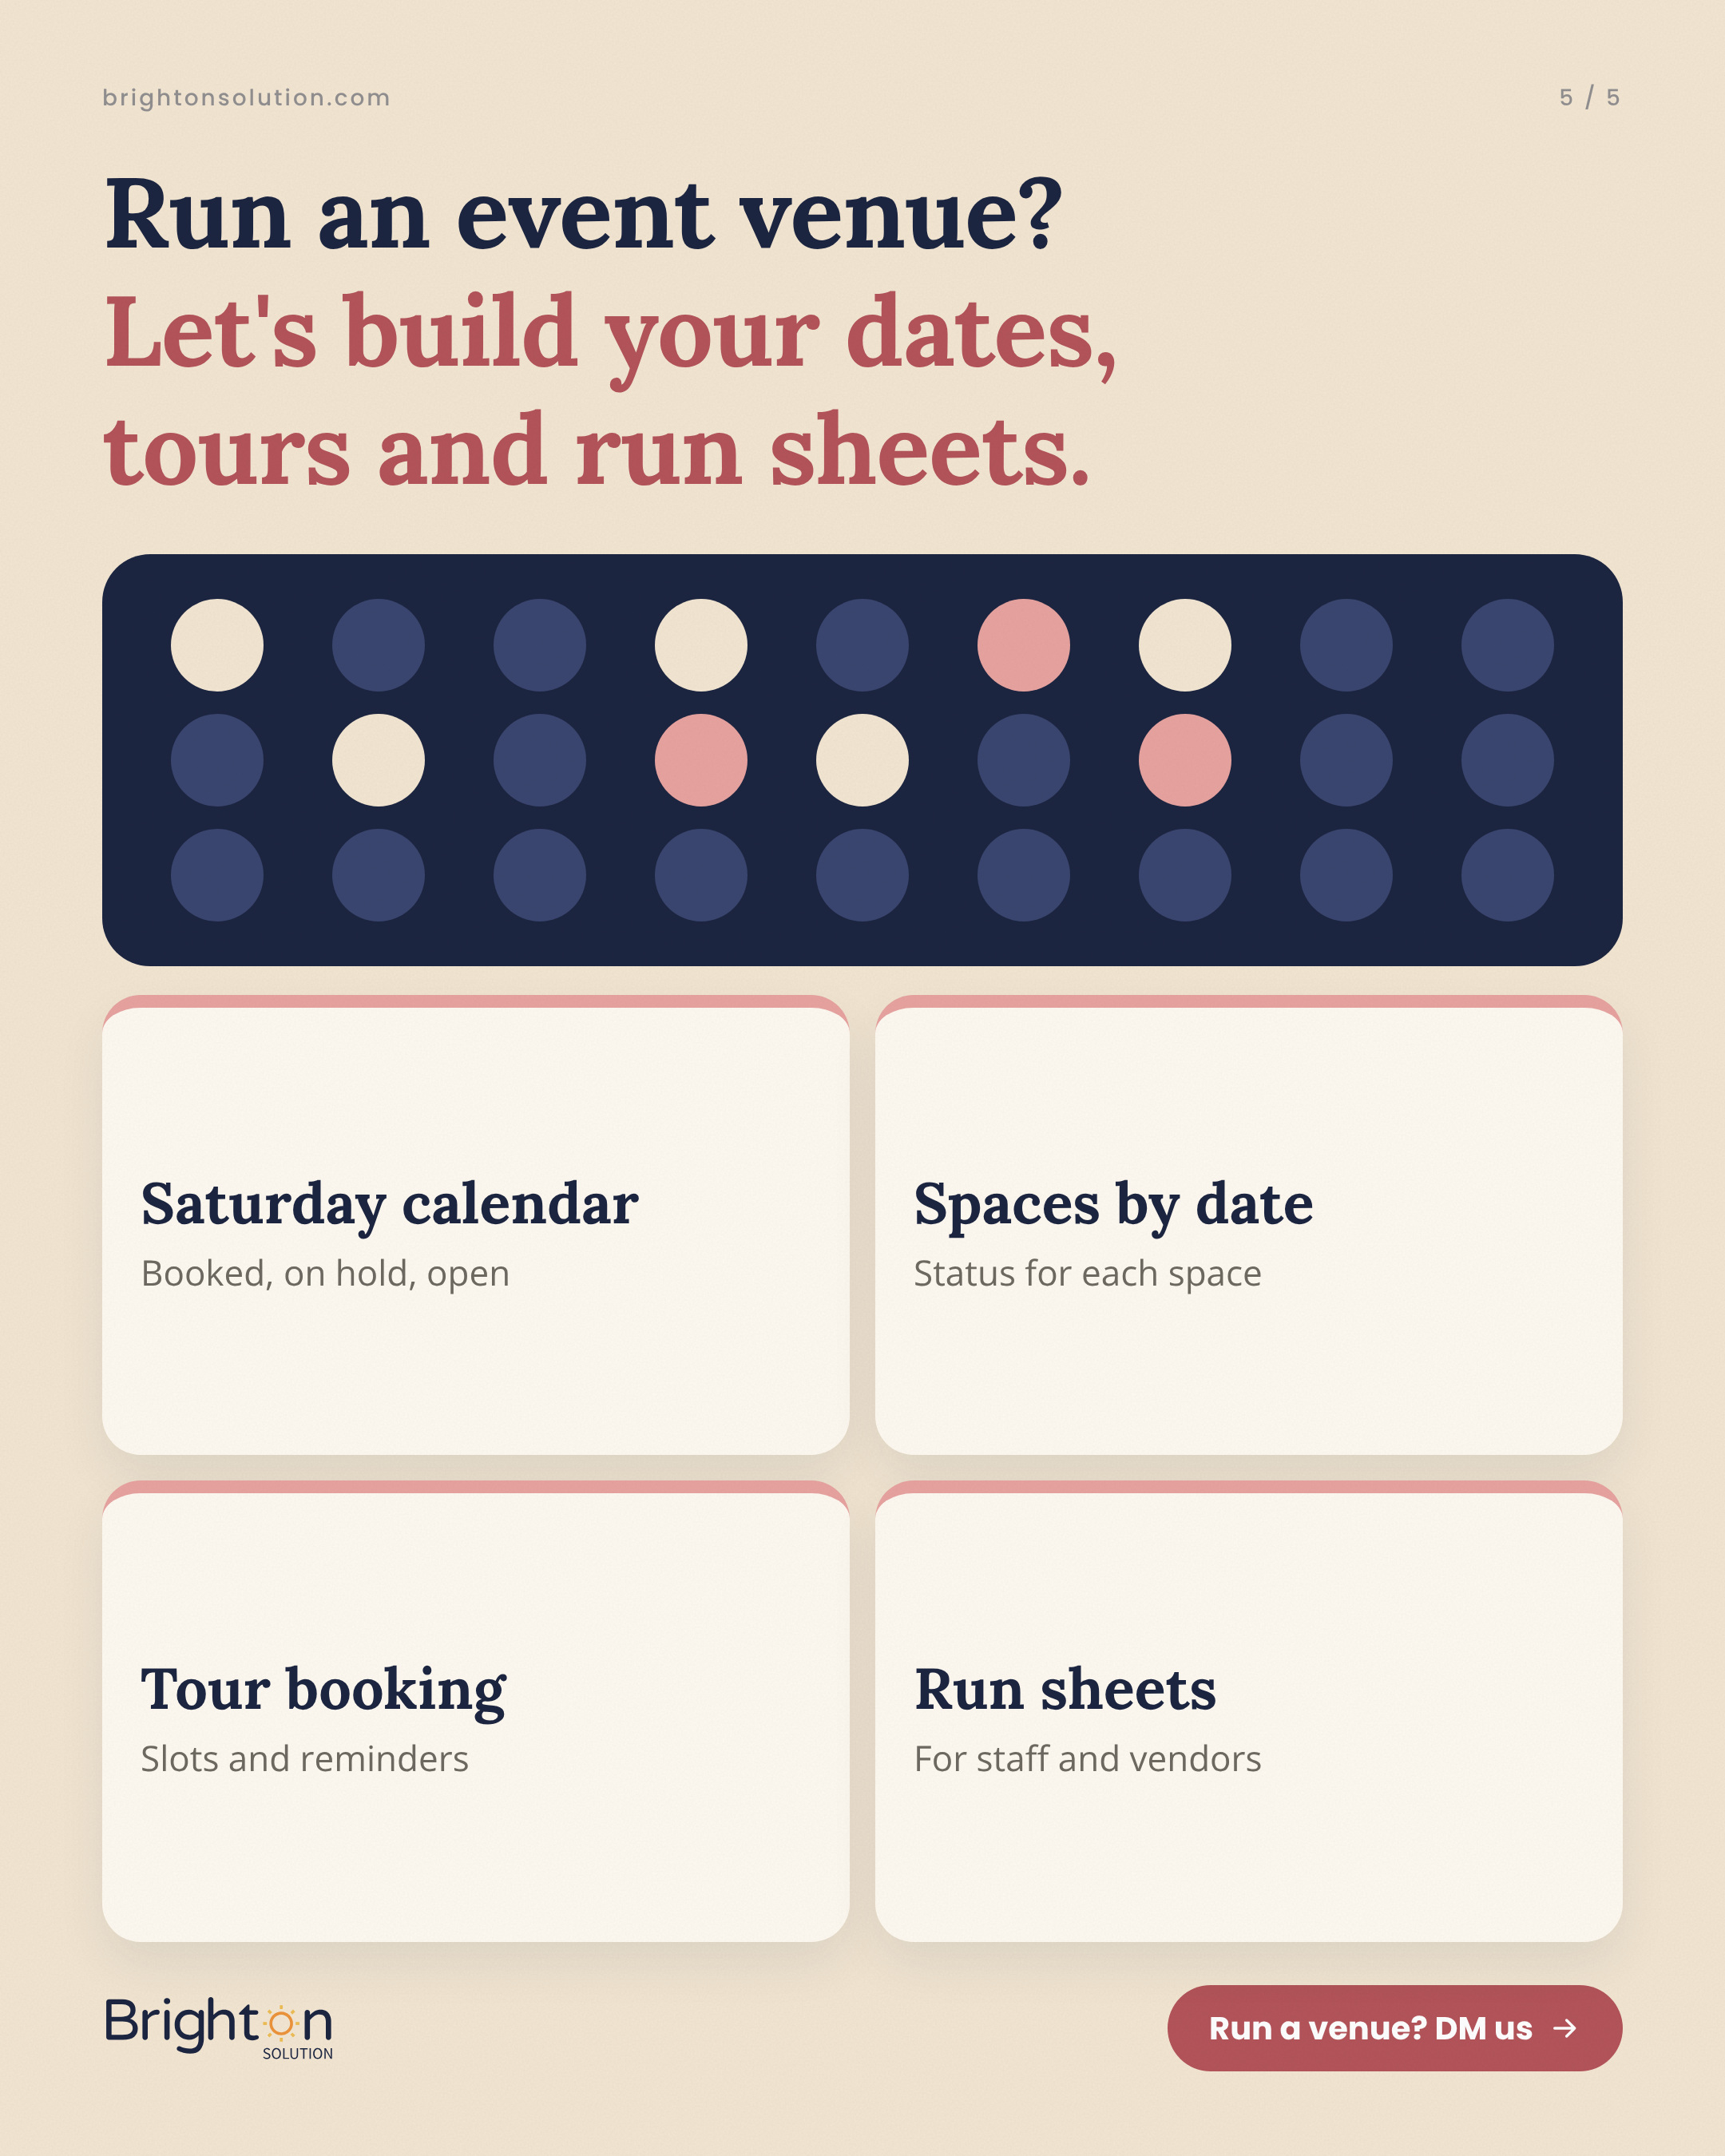 brightonsolution.com
5 / 5
Run an event venue?
Let's build your dates,
tours and run sheets.
Saturday calendar
Booked, on hold, open
Spaces by date
Status for each space
Tour booking
Slots and reminders
Run sheets
For staff and vendors
Brighton
SOLUTION
Run a venue? DM us →